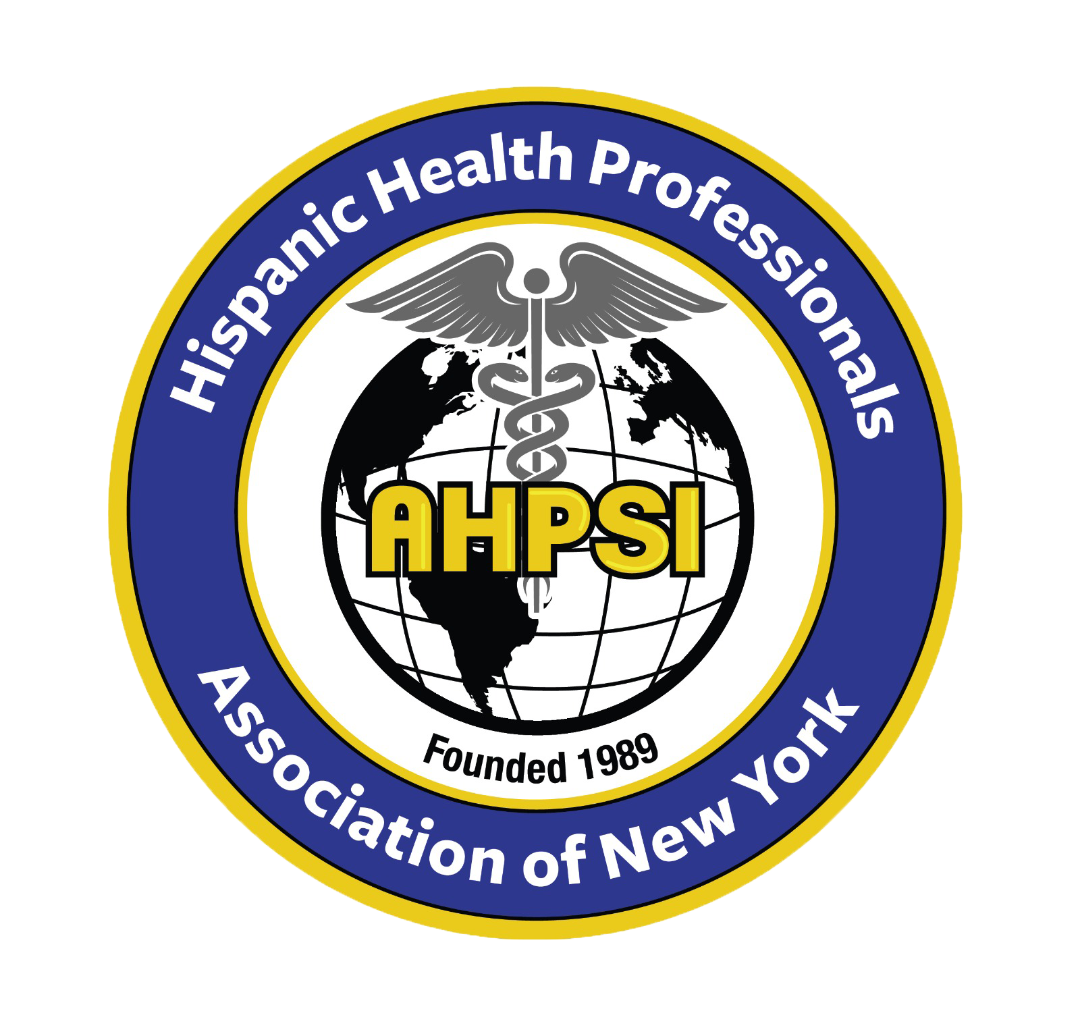 Hispanic Health Professionals
AHPSI
Founded 1989
Association of New York